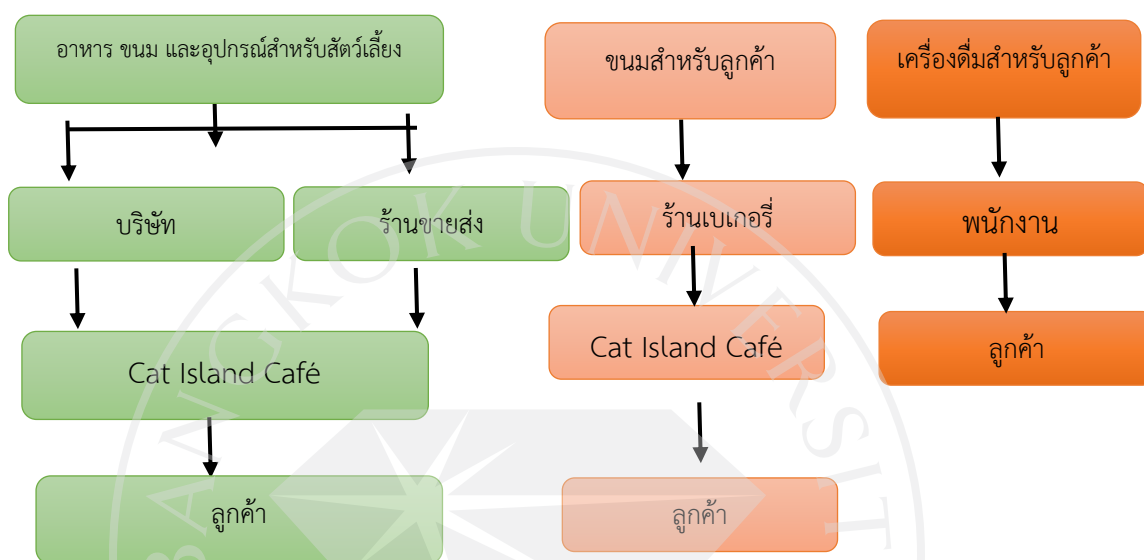 อาหาร ขนม และอุปกรณ์สำหรับสัตว์เลี้ยง
ขนมสำหรับลูกค้า
เครื่องดื่มสำหรับลูกค้า
บริษัท
ร้านขายส่ง
ร้านเบเกอรี่
พนักงาน
Cat Island Café
Cat Island Café
ลูกค้า
ลูกค้า
ลูกค้า
BANGKOK UNIVERSIT